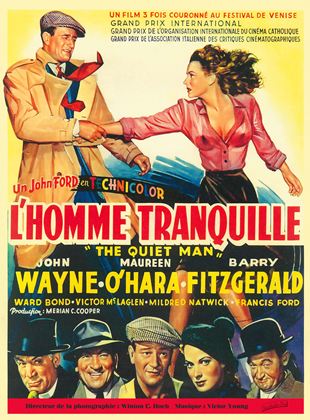 UN FILM 3 FOIS COURONNÉ AU FESTIVAL DE VENISE
GRAND PRIX INTERNATIONAL
GRAND PRIX DE L'ORGANISATION INTERNATIONALE DU CINÉMA CATHOLIQUE
GRAND PRIX DE L'ASSOCIATION ITALIENNE DES CRITIQUES CINÉMATOGRAPHIQUES
Un John FORD en TECHNICOLOR
L'HOMME TRANQUILLE
"THE QUIET MAN"
JOHN MAUREEN BARRY
WAYNE · O'HARA · FITZGERALD
WARD BOND · VICTOR McLAGLEN · MILDRED NATWICK · FRANCIS FORD
Production : MERIAN C. COOPER
Directeur de la photographie : Winton C. Hoch - Musique : Victor Young